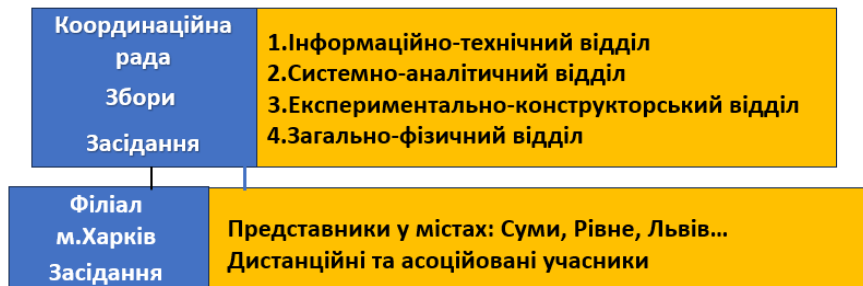 Координаційна
рада
Збори
Засідання
1.Інформаційно-технічний відділ
2.Системно-аналітичний відділ
3.Експериментально-конструкторський відділ
4.Загально-фізичний відділ
Філіал
м.Харків
Засідання
Представники у містах: Суми, Рівне, Львів...
Дистанційні та асоційовані учасники